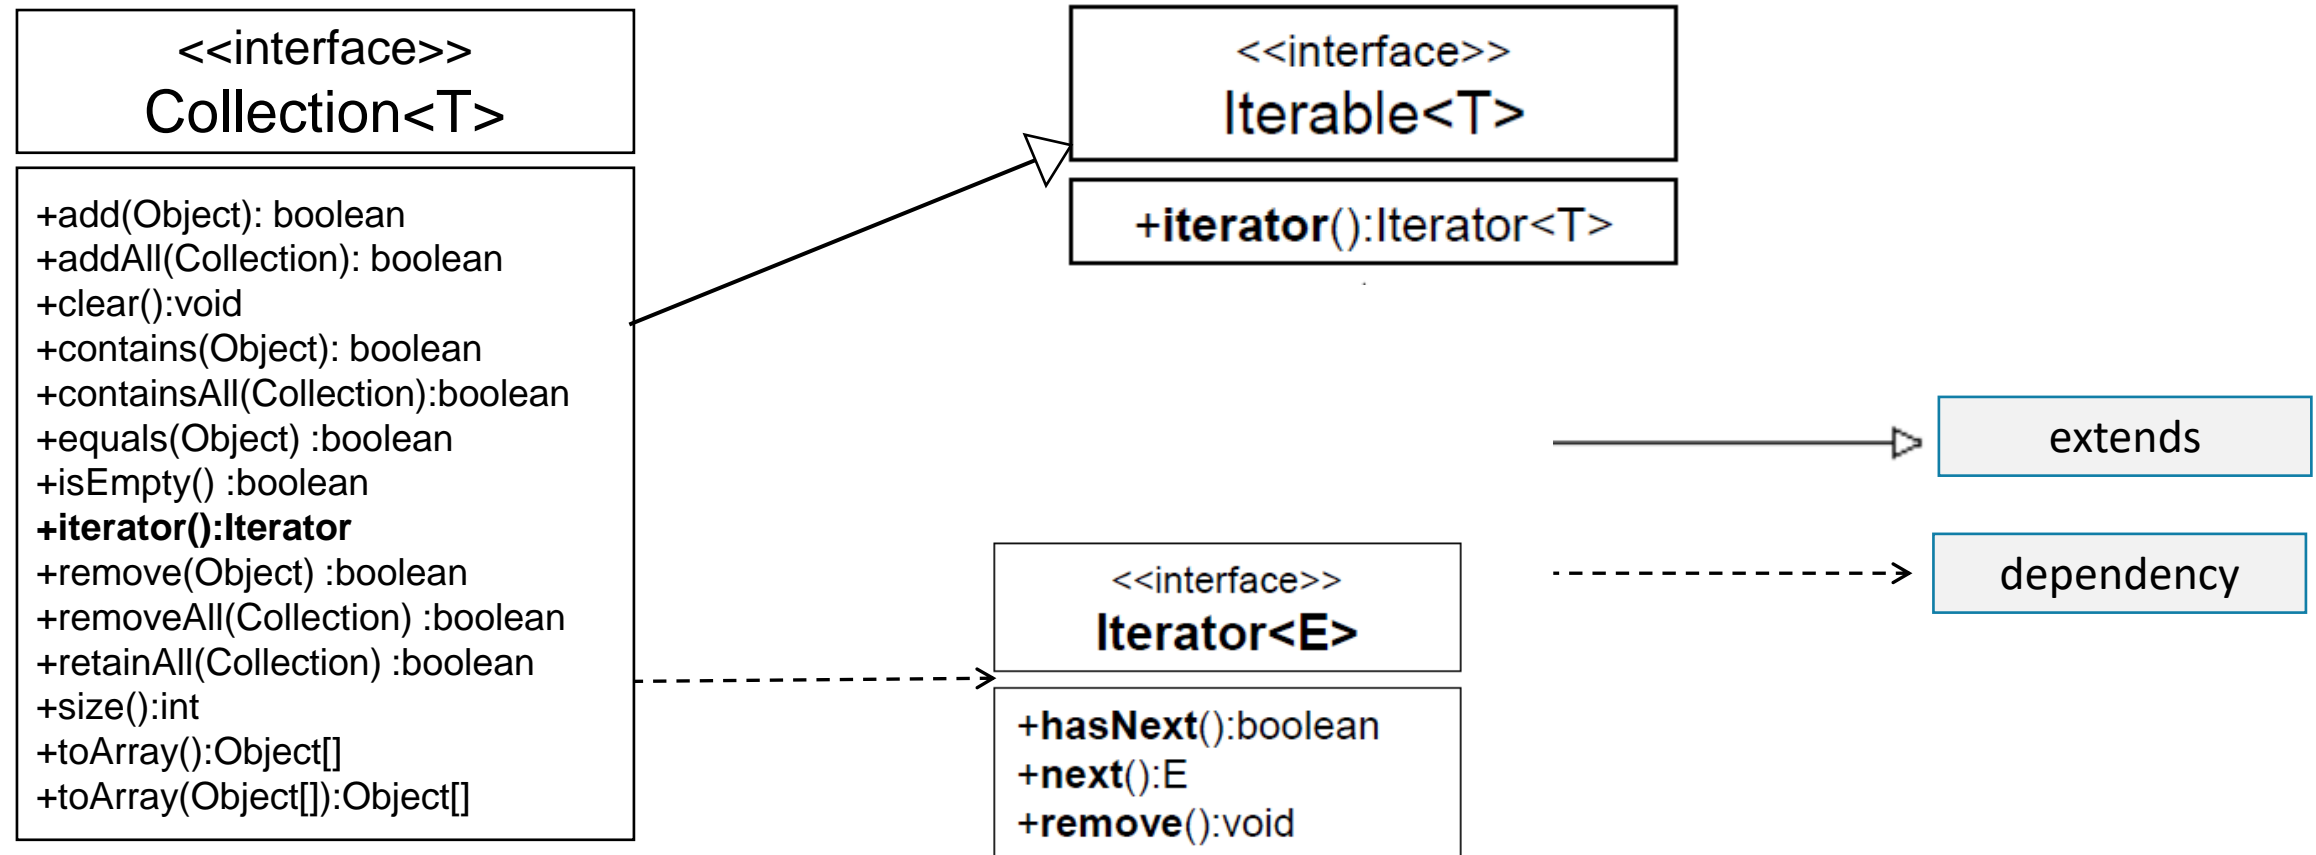 <<interface>>
Collection<T>
+add(Object): boolean
+addAll(Collection): boolean
+clear():void
+contains(Object): boolean
+containsAll(Collection):boolean
+equals(Object) :boolean
+isEmpty() :boolean
+iterator():Iterator
+remove(Object) :boolean
+removeAll(Collection) :boolean
+retainAll(Collection) :boolean
+size():int
+toArray():Object[]
+toArray(Object[]):Object[]
<<interface>>
Iterable<T>
+iterator():Iterator<T>
extends
dependency
<<interface>>
Iterator<E>
+hasNext():boolean
+next():E
+remove():void